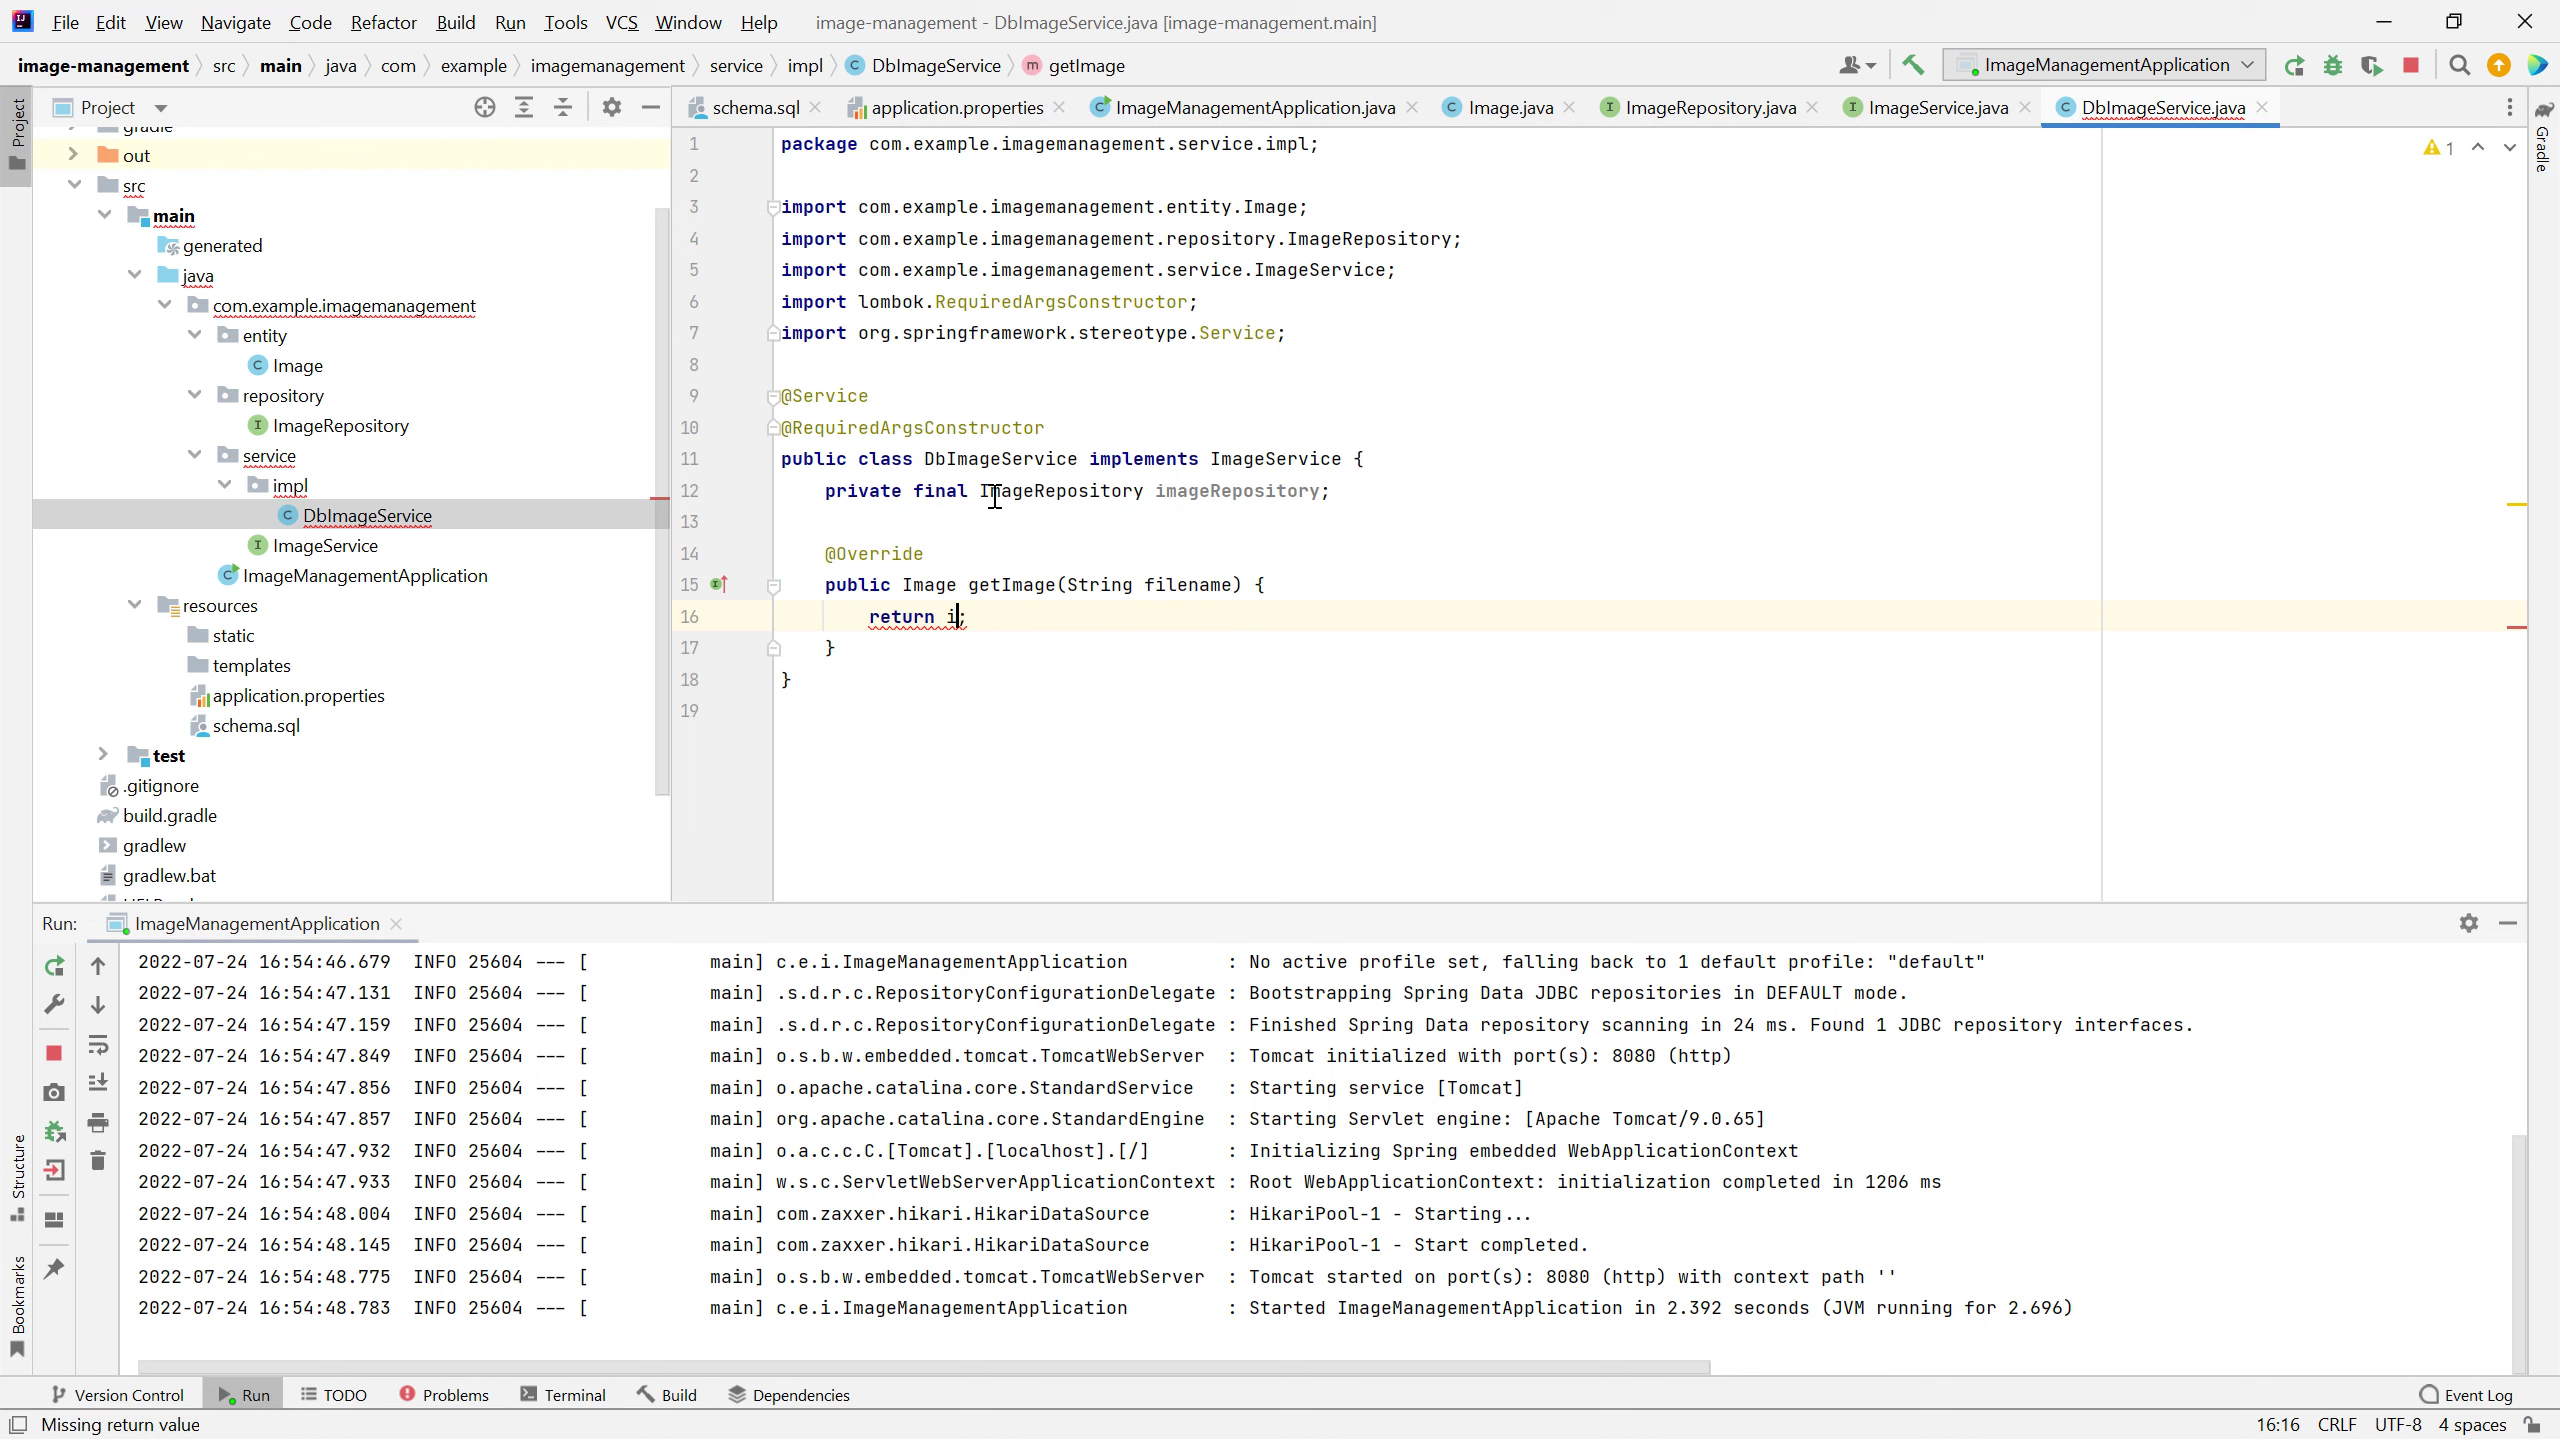 File Edit View Navigate Code Refactor Build Run Tools VCS Window Help image-management - DbImageService.java [image-management.main]
image-management src main java com example imagemanagement service impl DbImageService getImage ImageManagementApplication
Project
schema.sql application.properties ImageManagementApplication.java Image.java ImageRepository.java ImageService.java DbImageService.java
Project
Gradle
gradle
out
src
main
generated
java
com.example.imagemanagement
entity
Image
repository
ImageRepository
service
impl
DbImageService
ImageService
ImageManagementApplication
resources
static
templates
application.properties
schema.sql
test
.gitignore
build.gradle
gradlew
gradlew.bat
1 package com.example.imagemanagement.service.impl;
1
2
3 import com.example.imagemanagement.entity.Image;
4 import com.example.imagemanagement.repository.ImageRepository;
5 import com.example.imagemanagement.service.ImageService;
6 import lombok.RequiredArgsConstructor;
7 import org.springframework.stereotype.Service;
8
9 @Service
10 @RequiredArgsConstructor
11 public class DbImageService implements ImageService {
12 private final ImageRepository imageRepository;
13
14 @Override
15 public Image getImage(String filename) {
16 return i;
17 }
18 }
19
Run: ImageManagementApplication
2022-07-24 16:54:46.679 INFO 25604 --- [ main] c.e.i.ImageManagementApplication : No active profile set, falling back to 1 default profile: "default"
2022-07-24 16:54:47.131 INFO 25604 --- [ main] .s.d.r.c.RepositoryConfigurationDelegate : Bootstrapping Spring Data JDBC repositories in DEFAULT mode.
2022-07-24 16:54:47.159 INFO 25604 --- [ main] .s.d.r.c.RepositoryConfigurationDelegate : Finished Spring Data repository scanning in 24 ms. Found 1 JDBC repository interfaces.
2022-07-24 16:54:47.849 INFO 25604 --- [ main] o.s.b.w.embedded.tomcat.TomcatWebServer : Tomcat initialized with port(s): 8080 (http)
2022-07-24 16:54:47.856 INFO 25604 --- [ main] o.apache.catalina.core.StandardService : Starting service [Tomcat]
2022-07-24 16:54:47.857 INFO 25604 --- [ main] org.apache.catalina.core.StandardEngine : Starting Servlet engine: [Apache Tomcat/9.0.65]
2022-07-24 16:54:47.932 INFO 25604 --- [ main] o.a.c.c.C.[Tomcat].[localhost].[/] : Initializing Spring embedded WebApplicationContext
2022-07-24 16:54:47.933 INFO 25604 --- [ main] w.s.c.ServletWebServerApplicationContext : Root WebApplicationContext: initialization completed in 1206 ms
2022-07-24 16:54:48.004 INFO 25604 --- [ main] com.zaxxer.hikari.HikariDataSource : HikariPool-1 - Starting...
2022-07-24 16:54:48.145 INFO 25604 --- [ main] com.zaxxer.hikari.HikariDataSource : HikariPool-1 - Start completed.
2022-07-24 16:54:48.775 INFO 25604 --- [ main] o.s.b.w.embedded.tomcat.TomcatWebServer : Tomcat started on port(s): 8080 (http) with context path ''
2022-07-24 16:54:48.783 INFO 25604 --- [ main] c.e.i.ImageManagementApplication : Started ImageManagementApplication in 2.392 seconds (JVM running for 2.696)
Structure
Bookmarks
Version Control Run TODO Problems Terminal Build Dependencies Event Log
Missing return value 16:16 CRLF UTF-8 4 spaces